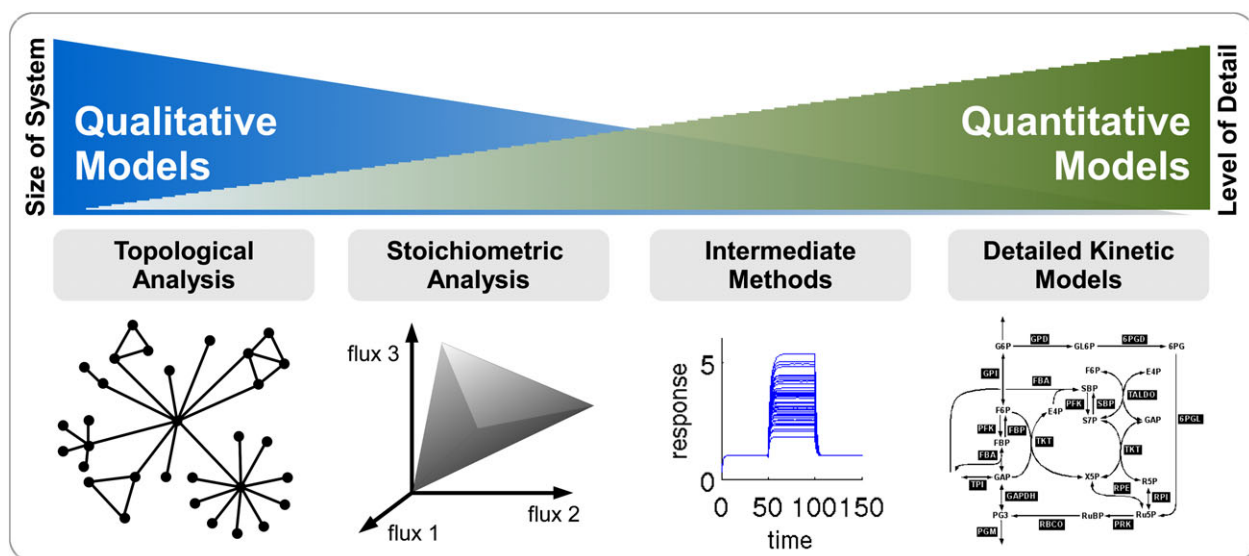 Size of System
Qualitative
Models
Quantitative
Models
Level of Detail
Topological
Analysis
Stoichiometric
Analysis
Intermediate
Methods
Detailed Kinetic
Models
flux 3
flux 1
flux 2
response
5
0
0 50 100 150
time
G6P GPD GL6P 6PGD 6PG
GPI
FBA
F6P E4P
SBP
TALDO
PFK SBP
F6P E4P S7P GAP 6PGL
PFK FBP
TKT TKT
FBP
FBA
TPI GAP X5P RPE R5P
GAPDH RPI
PG3 RBCO RuBP PRK Ru5P
PGM